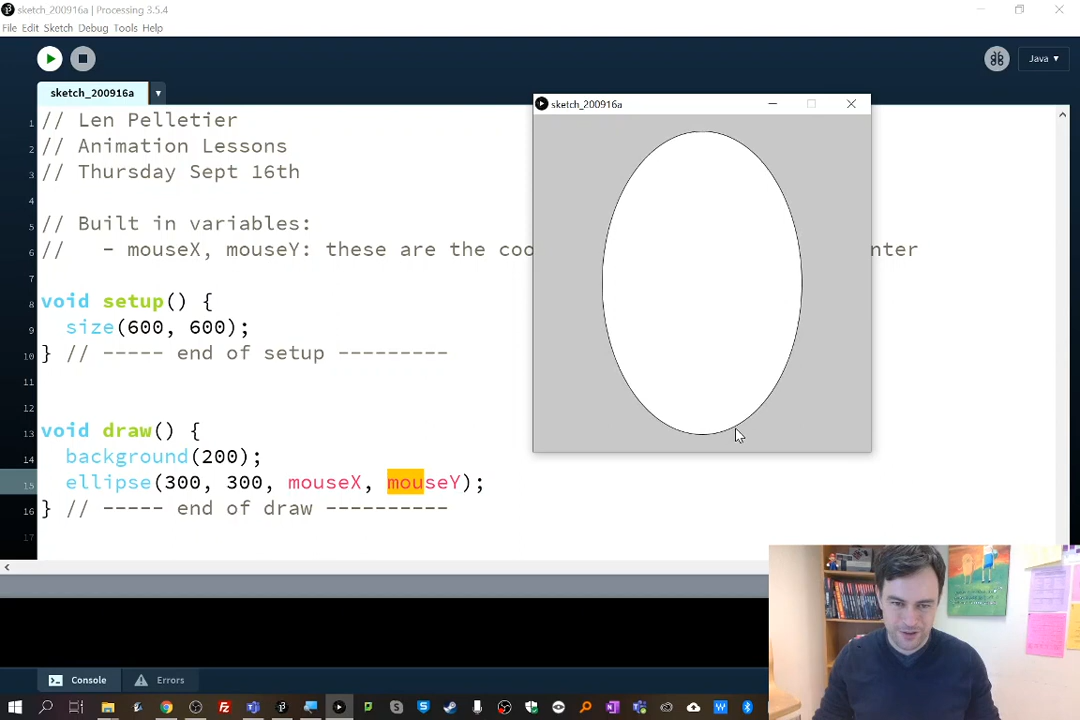 sketch_200916a | Processing 3.5.4
File Edit Sketch Debug Tools Help
Java ▾
sketch_200916a
sketch_200916a
1 // Len Pelletier
2 // Animation Lessons
3 // Thursday Sept 16th
4
5 // Built in variables:
6 // - mouseX, mouseY: these are the coo nter
7
8 void setup() {
9 size(600, 600);
10 } // ----- end of setup ---------
11
12
13 void draw() {
14 background(200);
15 ellipse(300, 300, mouseX, mouseY);
16 } // ----- end of draw ----------
17
Console Errors